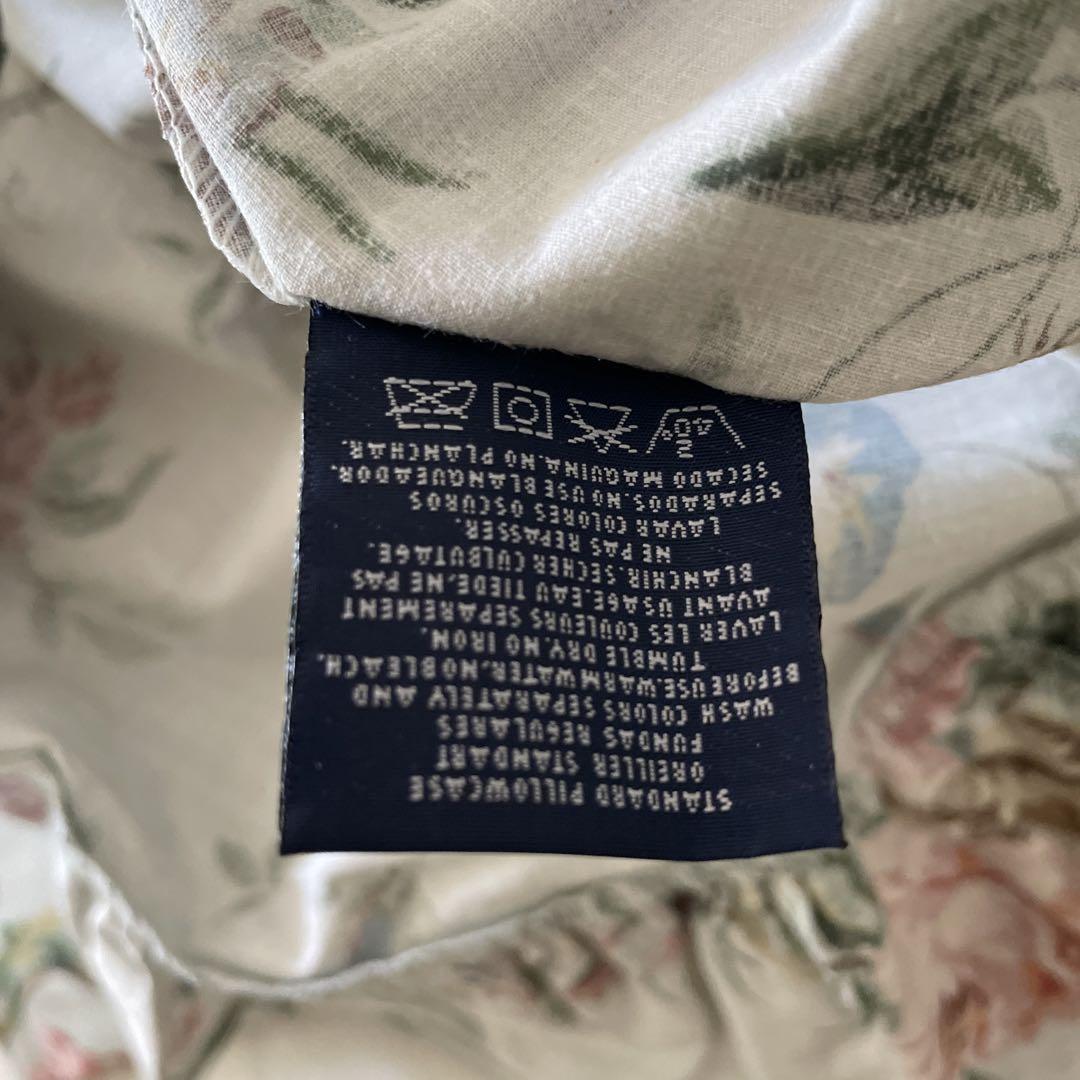 STANDARD PILLOWCASE
OREILLER STANDART
FUNDAS REGULARES
WASH COLORS SEPARATELY AND
BEFORE USE.WARM WATER.NO BLEACH.
TUMBLE DRY.NO IRON.
LAVER LES COULEURS SEPAREMENT
AVANT USAGE.EAU TIEDE.NE PAS
BLANCHIR.SECHER CULBUTAGE.
NE PAS REPASSER.
LAVAR COLORES OSCUROS
SEPARADOS.NO USE BLANQUEADOR.
SECADO MAQUINA.NO PLANCHAR.
40